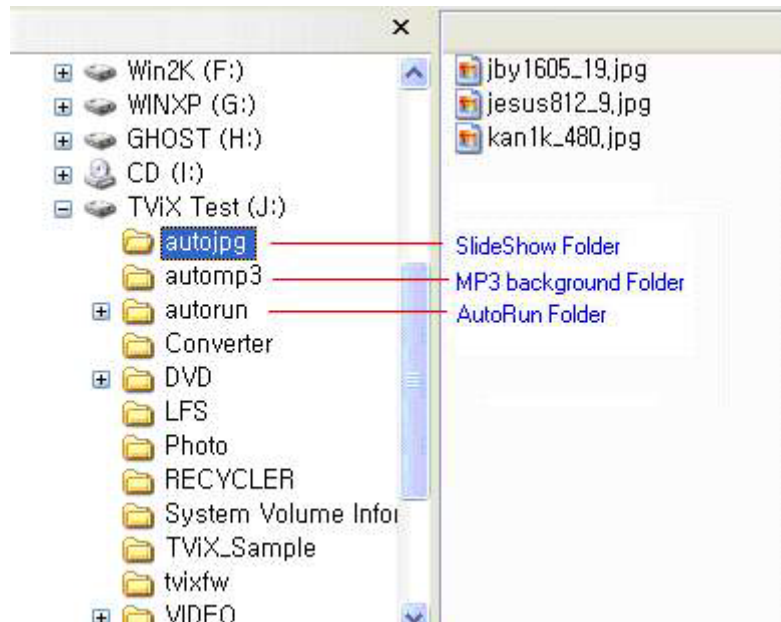 Win2K (F:)
WINXP (G:)
GHOST (H:)
CD (I:)
TViX Test (J:)
autojpg
automp3
autorun
Converter
DVD
LFS
Photo
RECYCLER
System Volume Infor
TViX_Sample
tvixfw
VIDEO
jby1605_19.jpg
jesus812_9.jpg
kan1k_480.jpg
SlideShow Folder
MP3 background Folder
AutoRun Folder